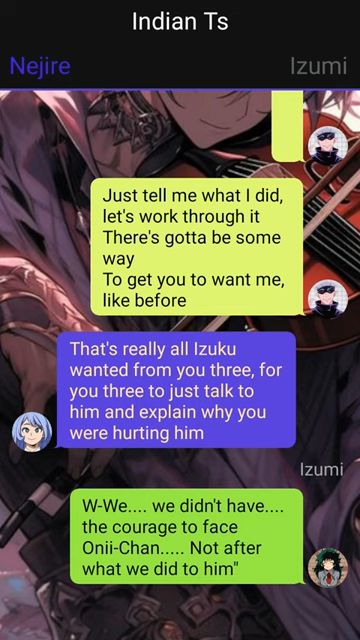 Indian Ts
Nejire
Izumi
Just tell me what I did,
let's work through it
There's gotta be some
way
To get you to want me,
like before
That's really all Izuku
wanted from you three, for
you three to just talk to
him and explain why you
were hurting him
Izumi
W-We.... we didn't have....
the courage to face
Onii-Chan..... Not after
what we did to him"